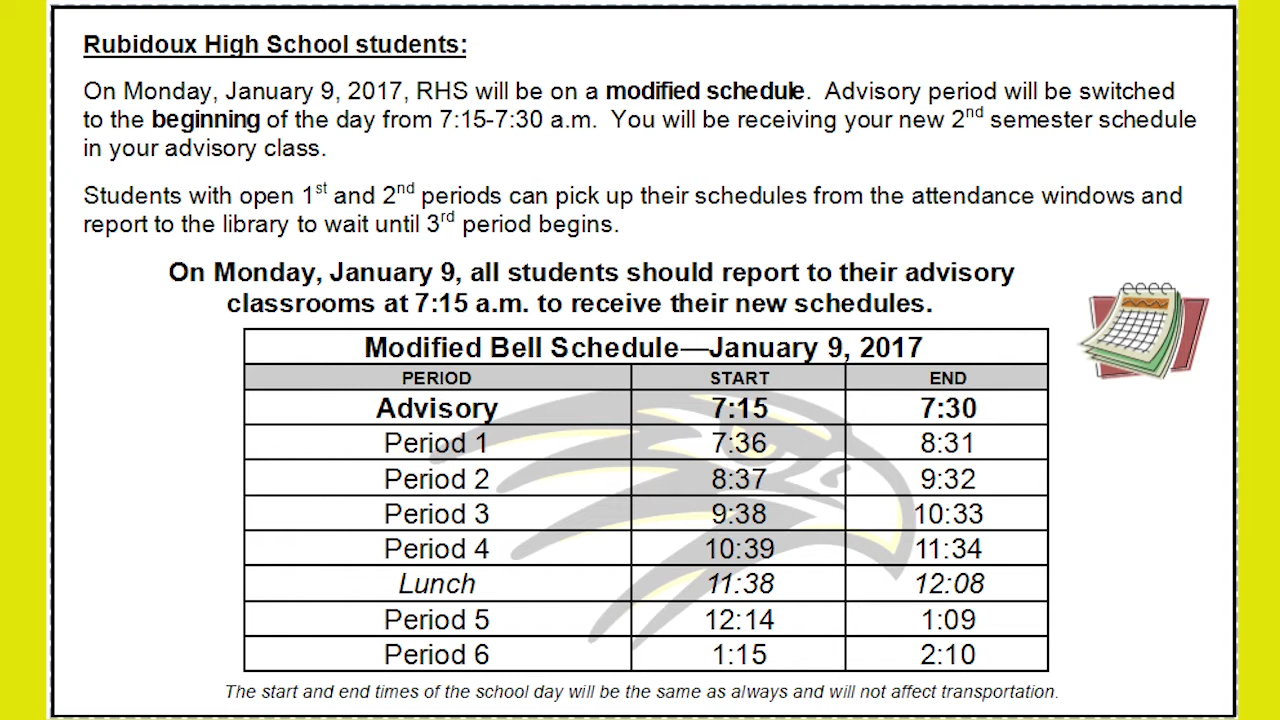 Rubidoux High School students:
On Monday, January 9, 2017, RHS will be on a modified schedule. Advisory period will be switched
to the beginning of the day from 7:15-7:30 a.m. You will be receiving your new 2nd semester schedule
in your advisory class.
Students with open 1st and 2nd periods can pick up their schedules from the attendance windows and
report to the library to wait until 3rd period begins.
On Monday, January 9, all students should report to their advisory
classrooms at 7:15 a.m. to receive their new schedules.
Modified Bell Schedule—January 9, 2017
PERIOD START END
Advisory 7:15 7:30
Period 1 7:36 8:31
Period 2 8:37 9:32
Period 3 9:38 10:33
Period 4 10:39 11:34
Lunch 11:38 12:08
Period 5 12:14 1:09
Period 6 1:15 2:10
The start and end times of the school day will be the same as always and will not affect transportation.